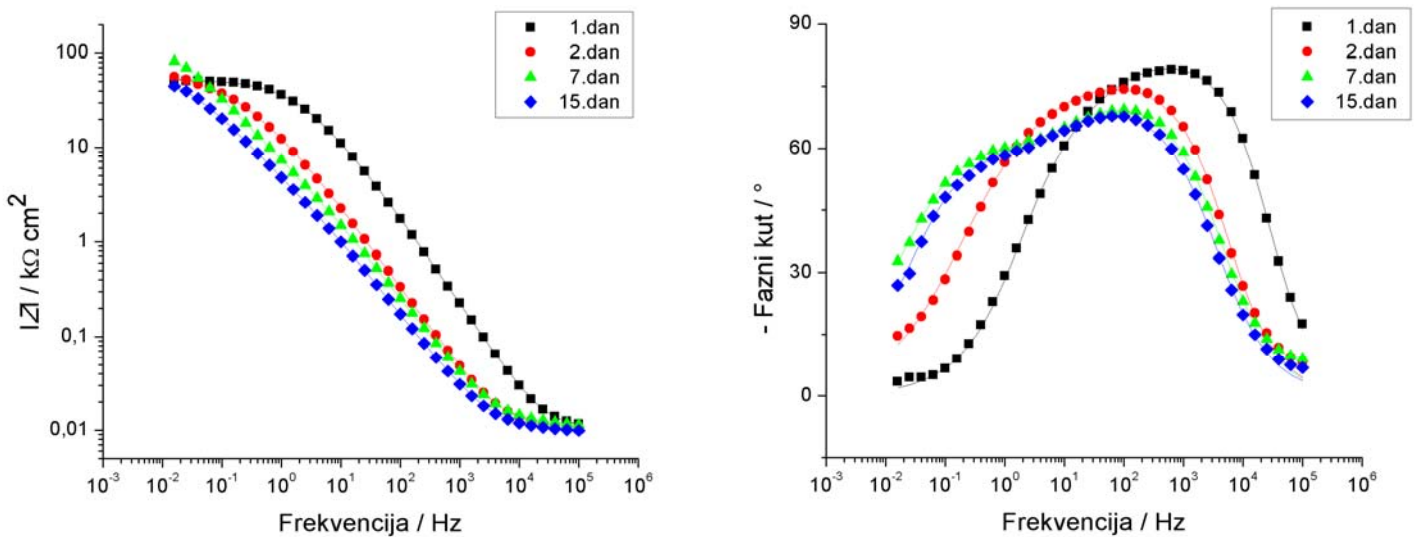 1.dan
2.dan
7.dan
15.dan
100
10
1
0,1
0,01
|Z| / kΩ cm²
10⁻³ 10⁻² 10⁻¹ 10⁰ 10¹ 10² 10³ 10⁴ 10⁵ 10⁶
Frekvencija / Hz
1.dan
2.dan
7.dan
15.dan
90
60
30
0
- Fazni kut / °
10⁻³ 10⁻² 10⁻¹ 10⁰ 10¹ 10² 10³ 10⁴ 10⁵ 10⁶
Frekvencija / Hz